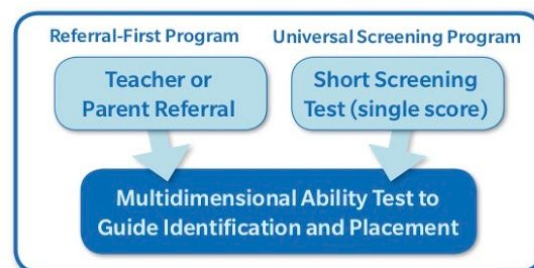 Referral-First Program
Universal Screening Program
Teacher or
Parent Referral
Short Screening
Test (single score)
Multidimensional Ability Test to
Guide Identification and Placement